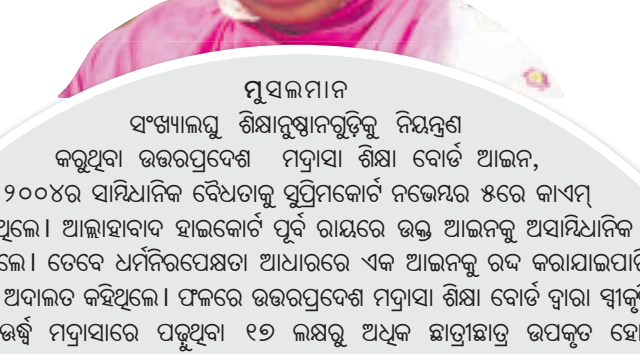 ମୁସଲମାନ
ସଂଖ୍ୟାଲଘୁ ଶିକ୍ଷାନୁଷ୍ଠାନଗୁଡ଼ିକୁ ନିୟନ୍ତ୍ରଣ
କରୁଥିବା ଉତ୍ତରପ୍ରଦେଶ ମଦ୍ରାସା ଶିକ୍ଷା ବୋର୍ଡ ଆଇନ,
୨୦୦୪ର ସାମ୍ବିଧାନିକ ବୈଧତାକୁ ସୁପ୍ରିମକୋର୍ଟ ନଭେମ୍ବର ୫ରେ କାଏମ୍
ଥିଲେ। ଆଲ୍ଲାହାବାଦ ହାଇକୋର୍ଟ ପୂର୍ବ ରାୟରେ ଉକ୍ତ ଆଇନକୁ ଅସାମ୍ବିଧାନିକ
ଲେ। ତେବେ ଧର୍ମନିରପେକ୍ଷତା ଆଧାରରେ ଏକ ଆଇନକୁ ରଦ୍ଦ କରାଯାଇପାରି
ଅଦାଲତ କହିଥିଲେ। ଫଳରେ ଉତ୍ତରପ୍ରଦେଶ ମଦ୍ରାସା ଶିକ୍ଷା ବୋର୍ଡ ଦ୍ୱାରା ସ୍ୱୀକୃତି
ଊର୍ଦ୍ଧ୍ୱ ମଦ୍ରାସାରେ ପଢ଼ୁଥିବା ୧୭ ଲକ୍ଷରୁ ଅଧିକ ଛାତ୍ରୀଛାତ୍ର ଉପକୃତ ହୋ